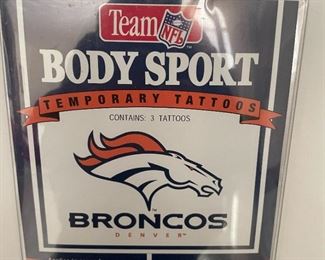 Team NFL
BODY SPORT
TEMPORARY TATTOOS
CONTAINS: 3 TATTOOS
BRONCOS
DENVER